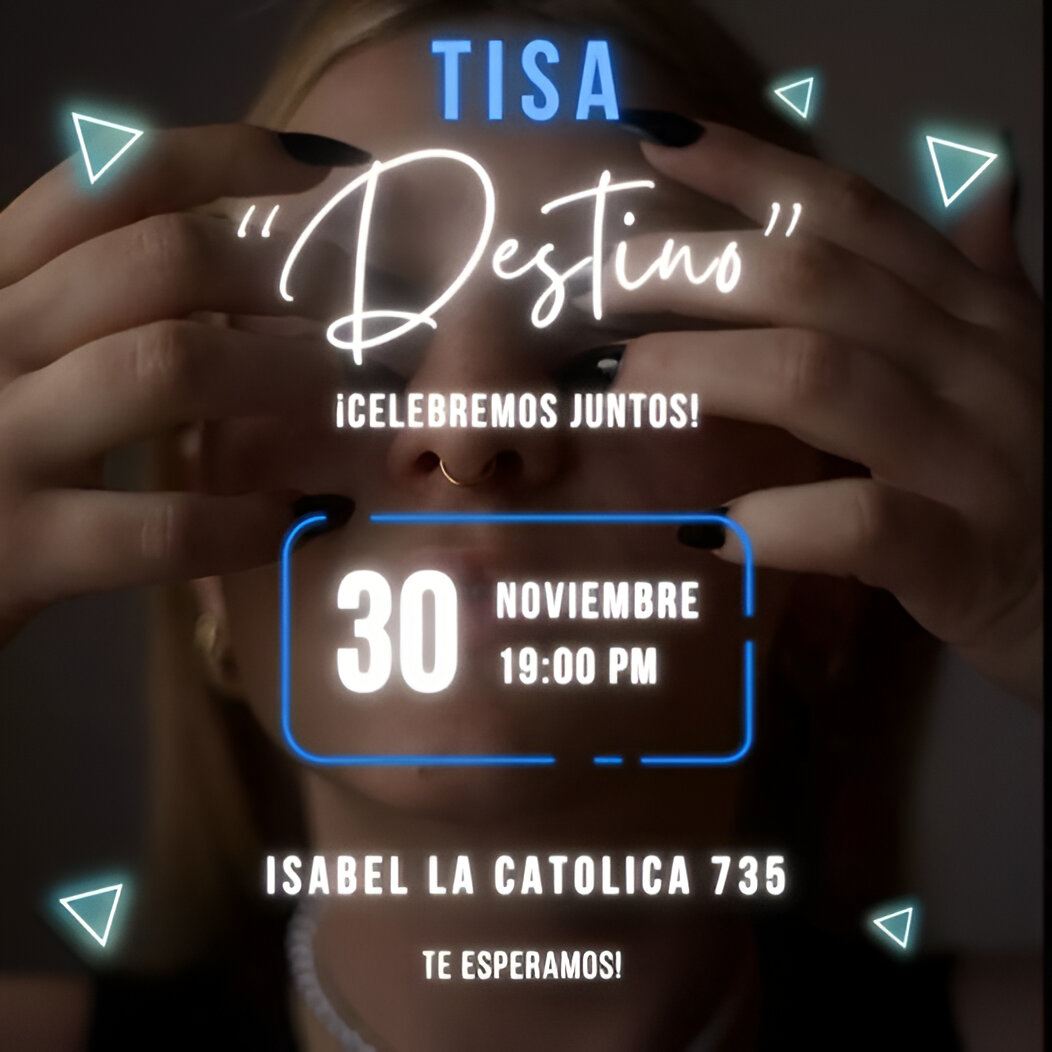 TISA
“Destino”
¡CELEBREMOS JUNTOS!
30 NOVIEMBRE
19:00 PM
ISABEL LA CATOLICA 735
TE ESPERAMOS!